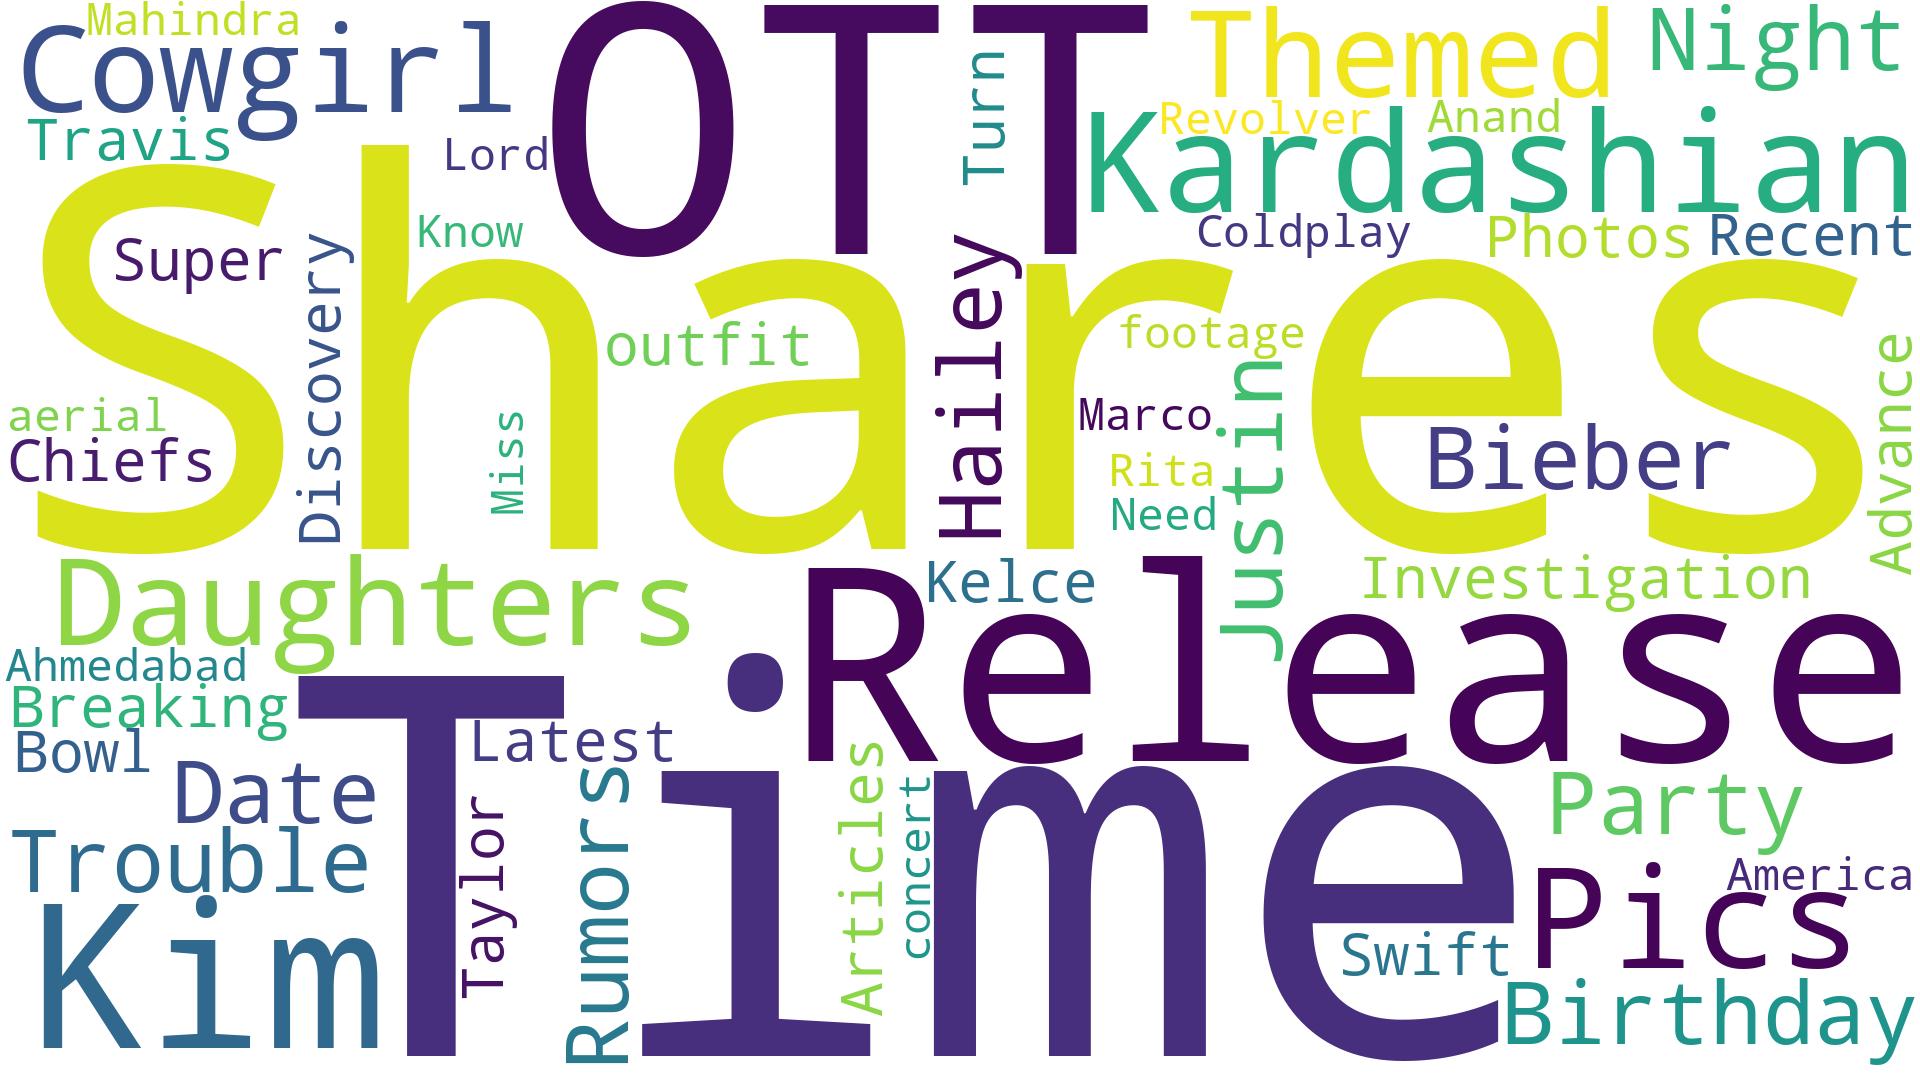 Mahindra
Cowgirl
OTT
Turn
Themed
Night
Travis
Lord
Revolver
Anand
Kardashian
Shares
Super
Discovery
Know
Hailey
Coldplay
Photos
Recent
outfit
footage
Justin
Advance
aerial
Chiefs
Miss
Marco
Rita
Need
Bieber
Daughters
Release
Kelce
Investigation
Ahmedabad
Breaking
Bowl
Time
Latest
Date
Trouble
Kim
Taylor
Rumors
Articles
concert
Party
Pics
America
Swift
Birthday